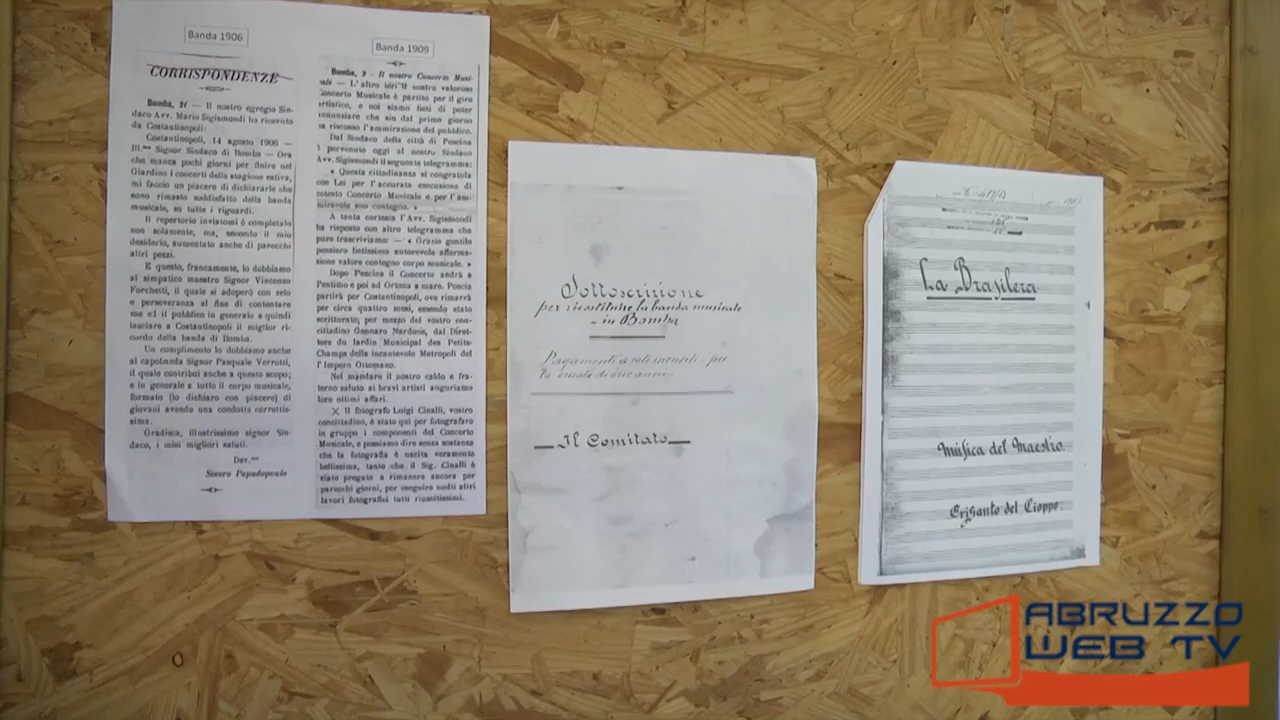 Banda 1906
CORRISPONDENZE
Bomba, 21 — Il nostro egregio Sin-
daco Avv. Mario Sigismondi ha ricevuto
da Costantinopoli:
Costantinopoli, 14 agosto 1906 —
Ill.mo Signor Sindaco di Bomba — Ora
che manca pochi giorni per finire nel
Giardino i concerti della stagione estiva,
mi faccio un piacere di dichiararle che
sono rimasto soddisfatto della banda
musicale, su tutte i riguardi.
Il repertorio inviatomi è completato
non solamente, ma, secondo il mio
desiderio, aumentato anche di parecchi
altri pezzi.
E questo, francamente, lo dobbiamo
al simpatico maestro Signor Vincenzo
Forchetti, il quale si adoperò con zelo
e perseveranza al fine di contentare
me ed il pubblico in generale e quindi
lasciare a Costantinopoli il miglior ri-
cordo della banda di Bomba.
Un complimento lo dobbiamo anche
al capobanda Signor Pasquale Verrotti,
il quale contribuì anche a questo scopo;
e in generale a tutto il corpo musicale,
formato (lo dichiaro con piacere) di
giovani avendo una condotta correttis-
sima.
Gradisca, illustrissimo signor Sin-
daco, i miei migliori saluti.
Dev.mo
Stavro Papadopoulo
Banda 1909
Bomba, 9 - Il nostro Concerto Musi-
cale — L'altro ieri il nostro valoroso
Concerto Musicale è partito per il giro
artistico, e noi siamo lieti di poter
annunziare che sin dal primo giorno
ha riscosso l'ammirazione del pubblico.
Dal Sindaco della città di Pescina
è pervenuto oggi al nostro Sindaco
Avv. Sigismondi il seguente telegramma:
« Questa cittadinanza si congratula
con Lei per l'accurata esecuzione di
cotesto Concerto Musicale e per l'am-
mirevole suo contegno. »
A tanta cortesia l'Avv. Sigismondi
ha risposto con altro telegramma che
pure trascriviamo: — « Grazie gentile
pensiero lietissimo autorevole afferma-
zione valore contegno corpo musicale. »
Dopo Pescina il Concerto andrà a
Pentimo e poi ad Ortona a mare. Poscia
partirà per Costantinopoli, ove rimarrà
per circa quattro mesi, essendo stato
scritturato; per mezzo del vostro con-
cittadino Gennaro Nardone, dal Diret-
tore du Jardin Municipal des Petits-
Champs della incantevole Metropoli del-
l'Impero Ottomano.
Nel mandare il nostro caldo e fra-
terno saluto ai bravi artisti auguriamo
loro ottimi affari.
X Il fotografo Luigi Cinalli, vostro
concittadino, è stato qui per fotografare
in gruppo i componenti del Concerto
Musicale, e possiamo dire senza
che la fotografia è uscita veramente
bellissima, tanto che il Sig. Cinalli è
stato pregato a rimanere ancora per
parecchi giorni, per eseguire molti altri
lavori fotografici tutti riuscitissimi.
Sottoscrizione
per ricostituire la banda musicale
in Bomba
Pagamenti a rate mensili per
la durata di due anni
Il Comitato
La Brasilera
Musica del Maestro.
Crisanto del Cioppo.
ABRUZZO
WEB TV